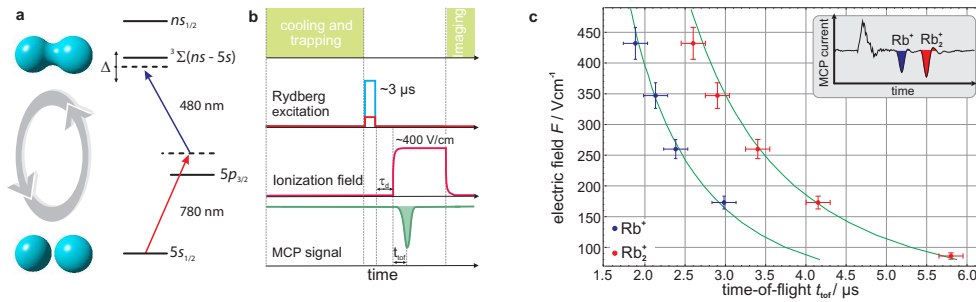 a
ns1/2
³Σ(ns - 5s)
Δ
480 nm
5p3/2
780 nm
5s1/2
b
cooling and
trapping
imaging
Rydberg
excitation
~3 µs
~400 V/cm
Ionization field
τd
MCP signal
ttof
time
c
electric field F / Vcm⁻¹
450
400
350
300
250
200
150
100
Rb⁺
Rb₂⁺
1.5 2.0 2.5 3.0 3.5 4.0 4.5 5.0 5.5 6.0
time-of-flight ttof / µs
MCP current
Rb⁺
Rb₂⁺
time